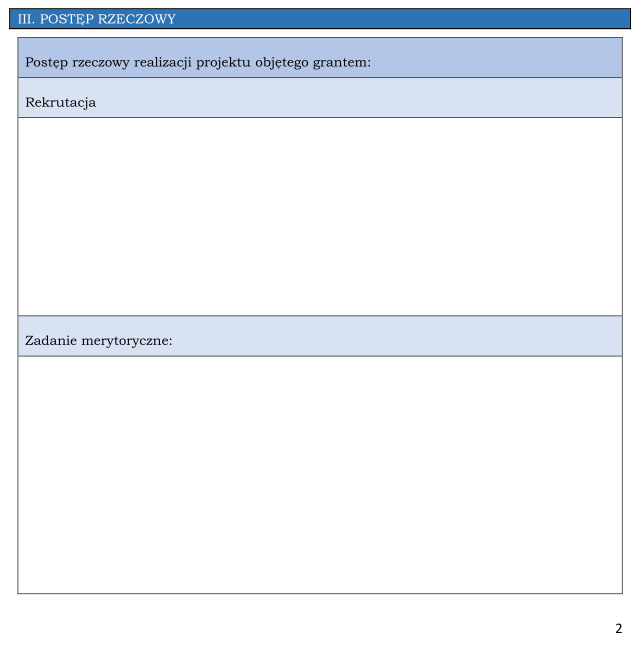 III. POSTĘP RZECZOWY
Postęp rzeczowy realizacji projektu objętego grantem:
Rekrutacja
Zadanie merytoryczne:
2